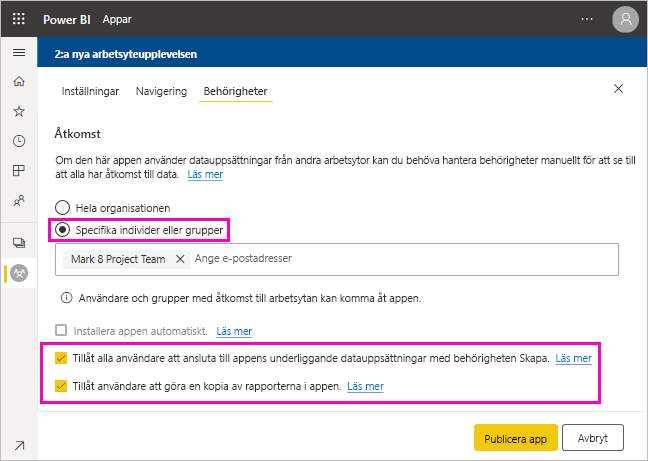 Power BI Appar
2:a nya arbetsyteupplevelsen
Inställningar Navigering Behörigheter
Åtkomst
Om den här appen använder datauppsättningar från andra arbetsytor kan du behöva hantera behörigheter manuellt för att se till
att alla har åtkomst till data. Läs mer
Hela organisationen
Specifika individer eller grupper
Mark 8 Project Team Ange e-postadresser
Användare och grupper med åtkomst till arbetsytan kan komma åt appen.
Installera appen automatiskt. Läs mer
Tillåt alla användare att ansluta till appens underliggande datauppsättningar med behörigheten Skapa. Läs mer
Tillåt användare att göra en kopia av rapporterna i appen. Läs mer
Publicera app Avbryt